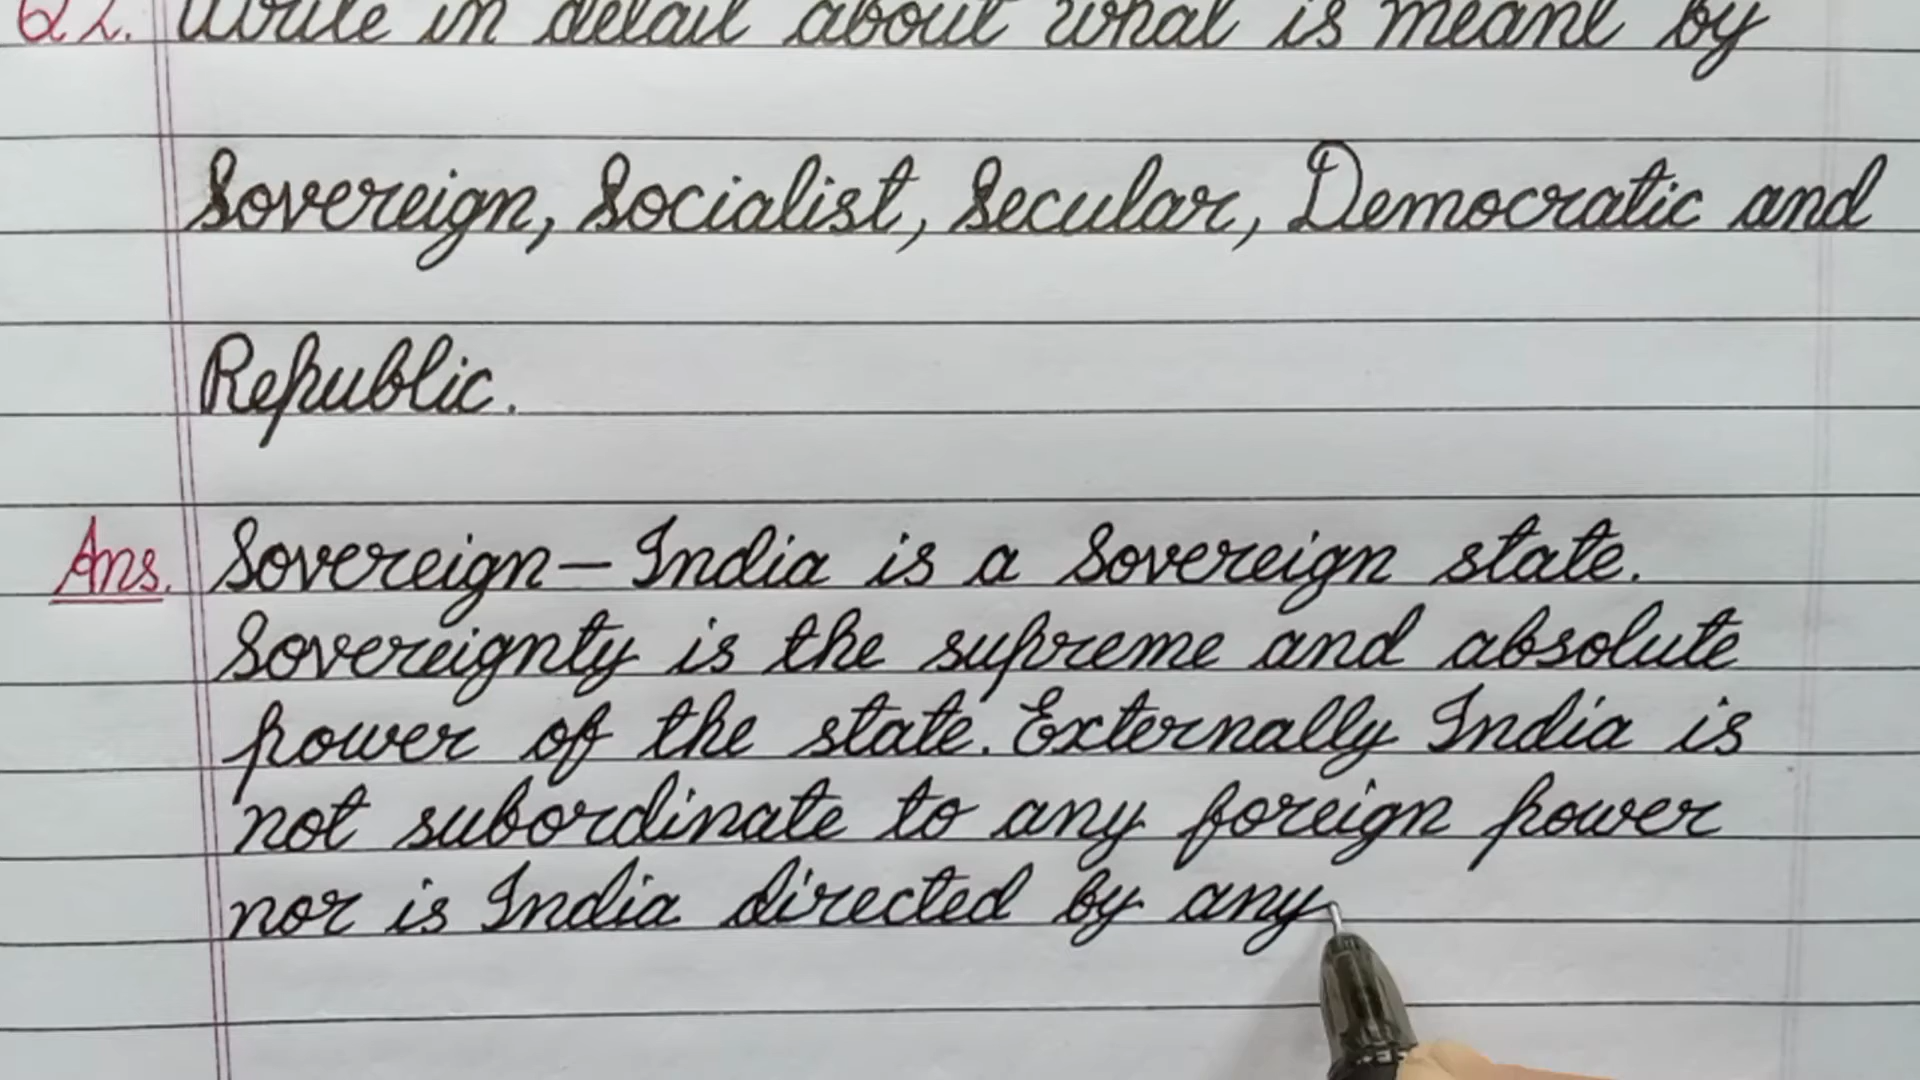 Q2. Write in detail about what is meant by
Sovereign, Socialist, Secular, Democratic and
Republic.
Ans. Sovereign – India is a Sovereign state.
Sovereignty is the supreme and absolute
power of the state. Externally India is
not subordinate to any foreign power
nor is India directed by any